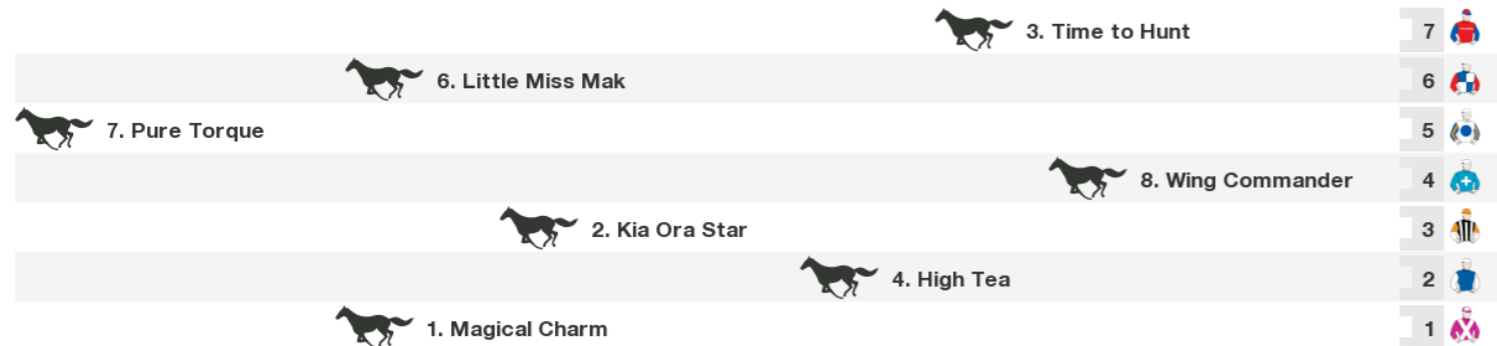 3. Time to Hunt 7
6. Little Miss Mak 6
7. Pure Torque 5
8. Wing Commander 4
2. Kia Ora Star 3
4. High Tea 2
1. Magical Charm 1